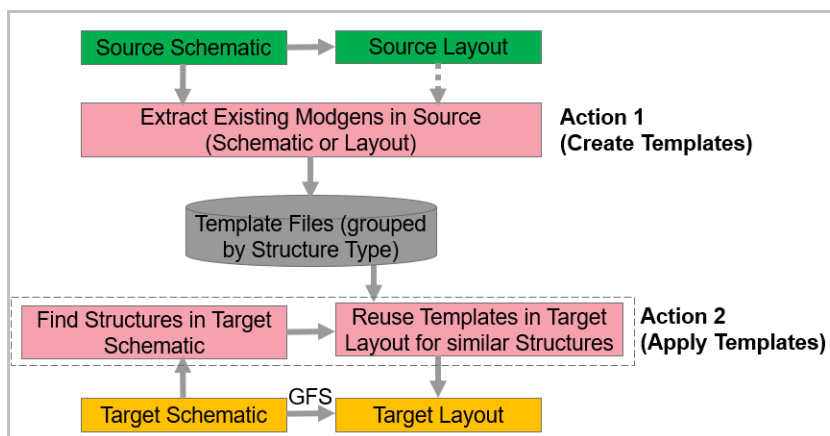 Source Schematic
Source Layout
Extract Existing Modgens in Source
(Schematic or Layout)
Action 1
(Create Templates)
Template Files (grouped
by Structure Type)
Find Structures in Target
Schematic
Reuse Templates in Target
Layout for similar Structures
Action 2
(Apply Templates)
Target Schematic
GFS
Target Layout